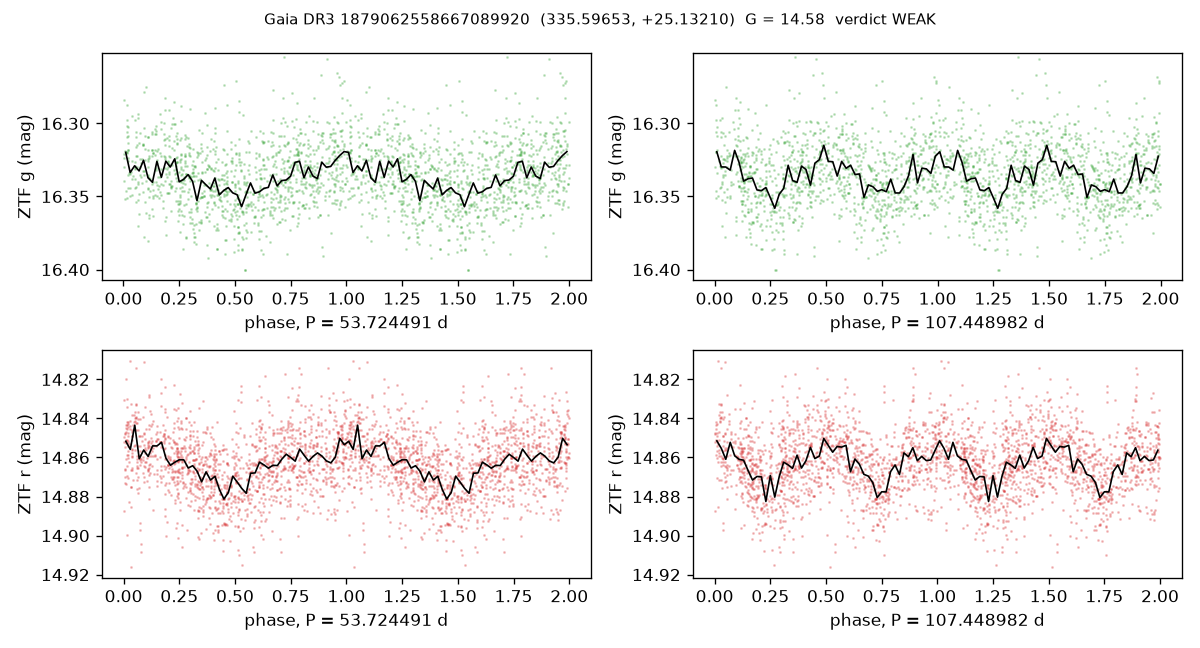 Gaia DR3 1879062558667089920  (335.59653, +25.13210)  G = 14.58  verdict WEAK
ZTF g (mag)
16.30
16.35
16.40
0.00 0.25 0.50 0.75 1.00 1.25 1.50 1.75 2.00
phase, P = 53.724491 d
ZTF g (mag)
16.30
16.35
16.40
0.00 0.25 0.50 0.75 1.00 1.25 1.50 1.75 2.00
phase, P = 107.448982 d
ZTF r (mag)
14.82
14.84
14.86
14.88
14.90
14.92
0.00 0.25 0.50 0.75 1.00 1.25 1.50 1.75 2.00
phase, P = 53.724491 d
ZTF r (mag)
14.82
14.84
14.86
14.88
14.90
14.92
0.00 0.25 0.50 0.75 1.00 1.25 1.50 1.75 2.00
phase, P = 107.448982 d